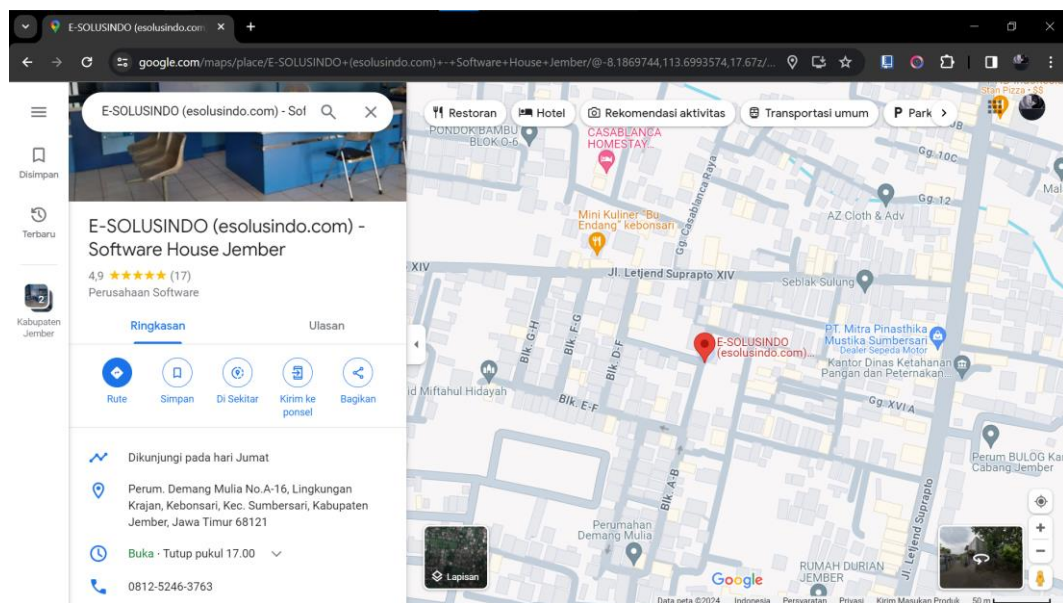 E-SOLUSINDO (esolusindo.com
google.com/maps/place/E-SOLUSINDO+(esolusindo.com)+-+Software+House+Jember/@-8.1869744,113.6993574,17.67z/...
E-SOLUSINDO (esolusindo.com) - Sof
Restoran
Hotel
Rekomendasi aktivitas
Transportasi umum
P Park
Stan Pizza • $$
Disimpan
Terbaru
2
Kabupaten
Jember
E-SOLUSINDO (esolusindo.com) -
Software House Jember
4,9 (17)
Perusahaan Software
Ringkasan
Ulasan
Rute
Simpan
Di Sekitar
Kirim ke
ponsel
Bagikan
Dikunjungi pada hari Jumat
Perum. Demang Mulia No.A-16, Lingkungan
Krajan, Kebonsari, Kec. Sumbersari, Kabupaten
Jember, Jawa Timur 68121
Buka · Tutup pukul 17.00
0812-5246-3763
PONDOK BAMBU
BLOK O-6
CASABLANCA
HOMESTAY...
Gg. 10C
Gg. 12
Mal
AZ Cloth & Adv
Gg. Casablanca Raya
Mini Kuliner "Bu
Endang" kebonsari
XIV
Jl. Letjend Suprapto XIV
Seblak Sulung
Blk. G-H
Blk. F-G
Blk. D-F
E-SOLUSINDO
(esolusindo.com)...
PT. Mitra Pinasthika
Mustika Sumbersari
Dealer Sepeda Motor
Kantor Dinas Ketahanan
Pangan dan Peternakan...
id Miftahul Hidayah
Blk. E-F
Gg. XVI A
Perum BULOG Ka
Cabang Jember
Blk. A-B
Perumahan
Demang Mulia
Jl. Letjend Suprapto
RUMAH DURIAN
JEMBER
Lapisan
Google
Data peta ©2024
Indonesia
Persyaratan
Privasi
Kirim Masukan Produk
50 m